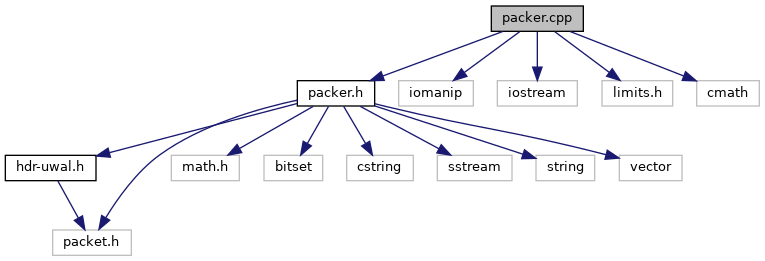 packer.cpp
packer.h
iomanip
iostream
limits.h
cmath
hdr-uwal.h
math.h
bitset
cstring
sstream
string
vector
packet.h